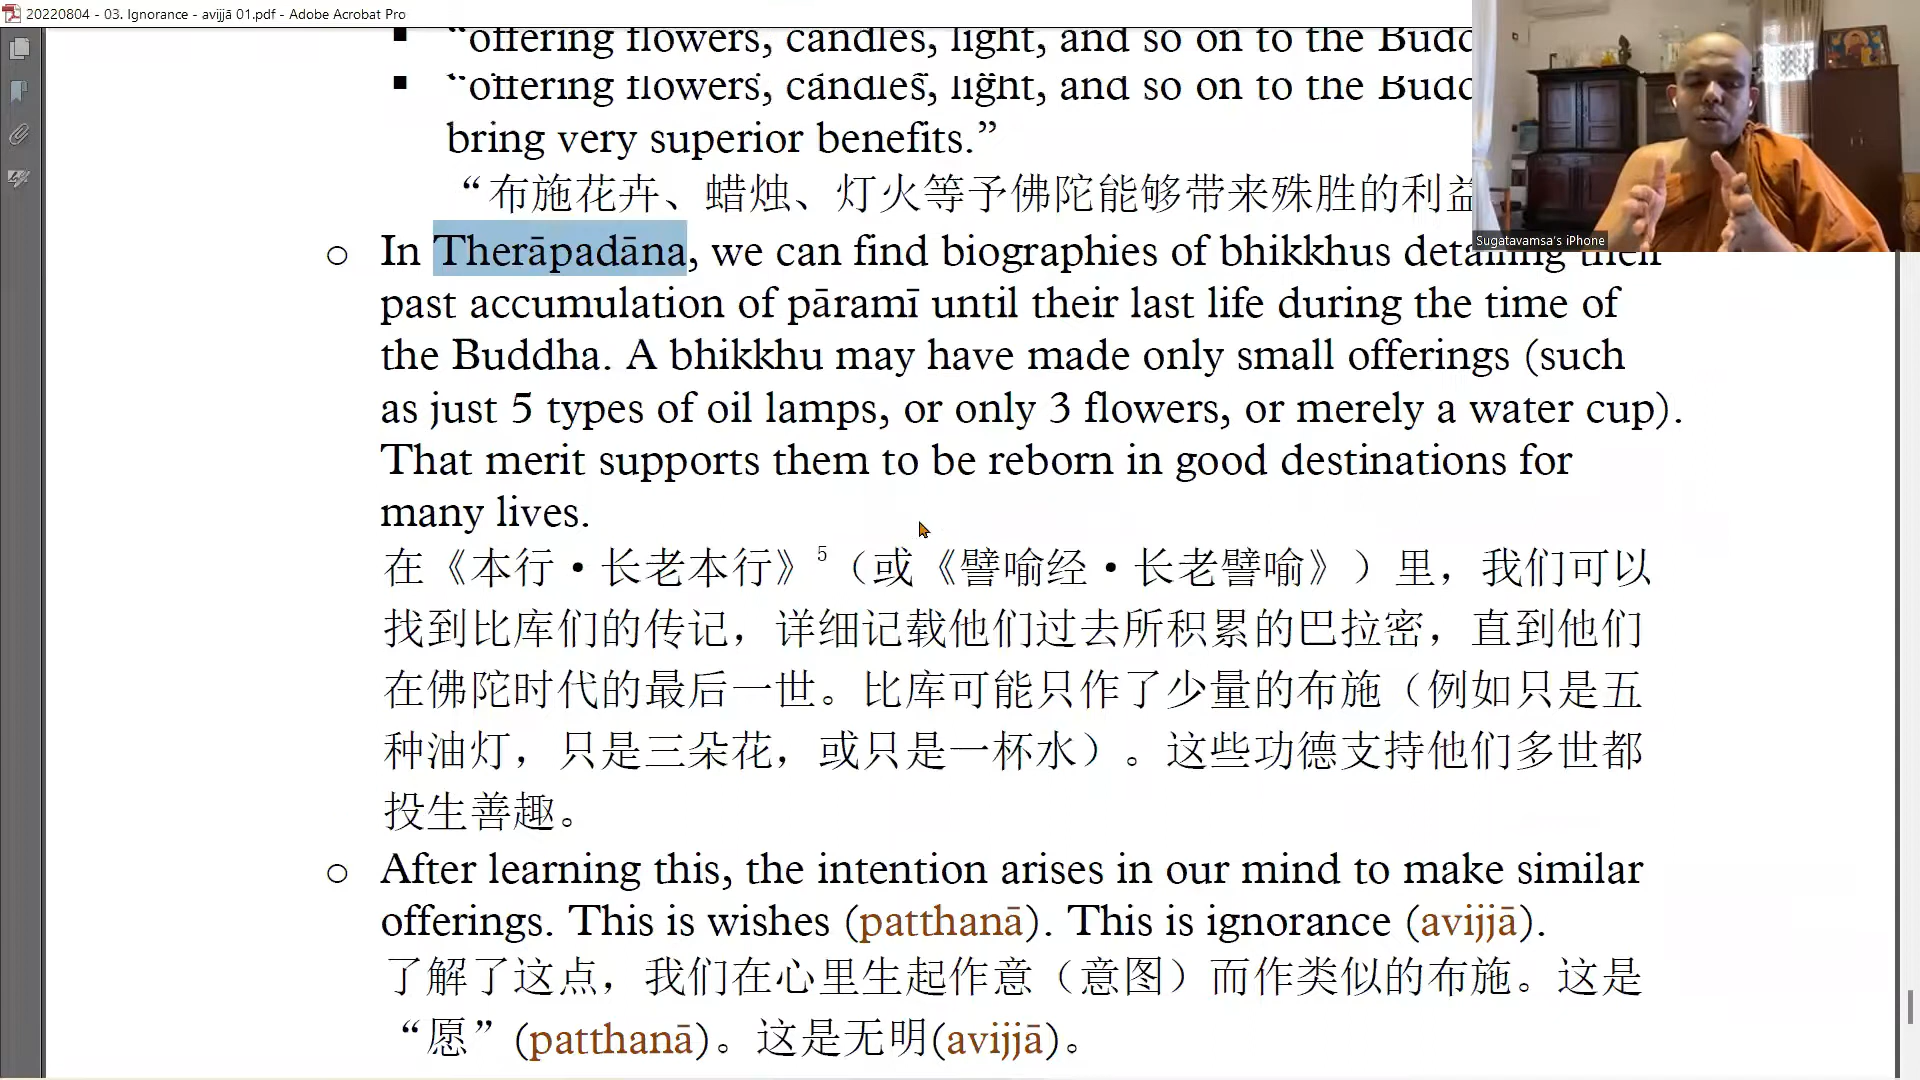 20220804 - 03. Ignorance - avijjā 01.pdf - Adobe Acrobat Pro
▪ “offering flowers, candles, light, and so on to the Budd
▪ “offering flowers, candles, light, and so on to the Budd
bring very superior benefits.”
“布施花卉、蜡烛、灯火等予佛陀能够带来殊胜的利益
Sugatavamsa's iPhone
o In Therāpadāna, we can find biographies of bhikkhus detailing their
past accumulation of pāramī until their last life during the time of
the Buddha. A bhikkhu may have made only small offerings (such
as just 5 types of oil lamps, or only 3 flowers, or merely a water cup).
That merit supports them to be reborn in good destinations for
many lives.
在《本行•长老本行》5（或《譬喻经•长老譬喻》）里，我们可以
找到比库们的传记，详细记载他们过去所积累的巴拉密，直到他们
在佛陀时代的最后一世。比库可能只作了少量的布施（例如只是五
种油灯，只是三朵花，或只是一杯水）。这些功德支持他们多世都
投生善趣。
o After learning this, the intention arises in our mind to make similar
offerings. This is wishes (patthanā). This is ignorance (avijjā).
了解了这点，我们在心里生起作意（意图）而作类似的布施。这是
“愿”(patthanā)。这是无明(avijjā)。